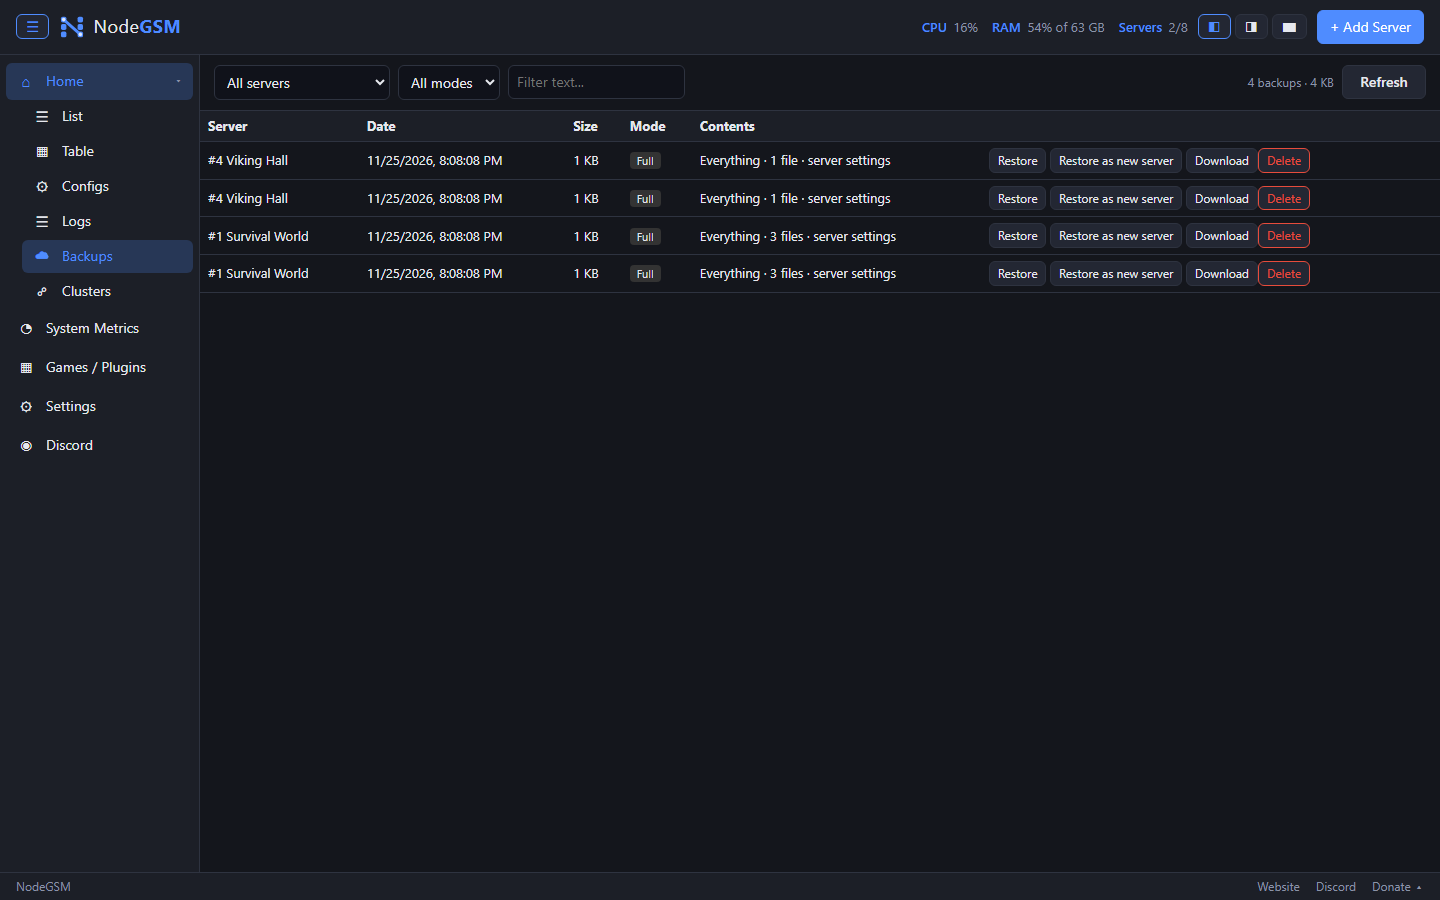 NodeGSM
CPU 16% RAM 54% of 63 GB Servers 2/8 + Add Server
Home
List
Table
Configs
Logs
Backups
Clusters
System Metrics
Games / Plugins
Settings
Discord
All servers All modes Filter text... 4 backups · 4 KB Refresh
Server Date Size Mode Contents
#4 Viking Hall 11/25/2026, 8:08:08 PM 1 KB Full Everything · 1 file · server settings Restore Restore as new server Download Delete
#4 Viking Hall 11/25/2026, 8:08:08 PM 1 KB Full Everything · 1 file · server settings Restore Restore as new server Download Delete
#1 Survival World 11/25/2026, 8:08:08 PM 1 KB Full Everything · 3 files · server settings Restore Restore as new server Download Delete
#1 Survival World 11/25/2026, 8:08:08 PM 1 KB Full Everything · 3 files · server settings Restore Restore as new server Download Delete
NodeGSM Website Discord Donate